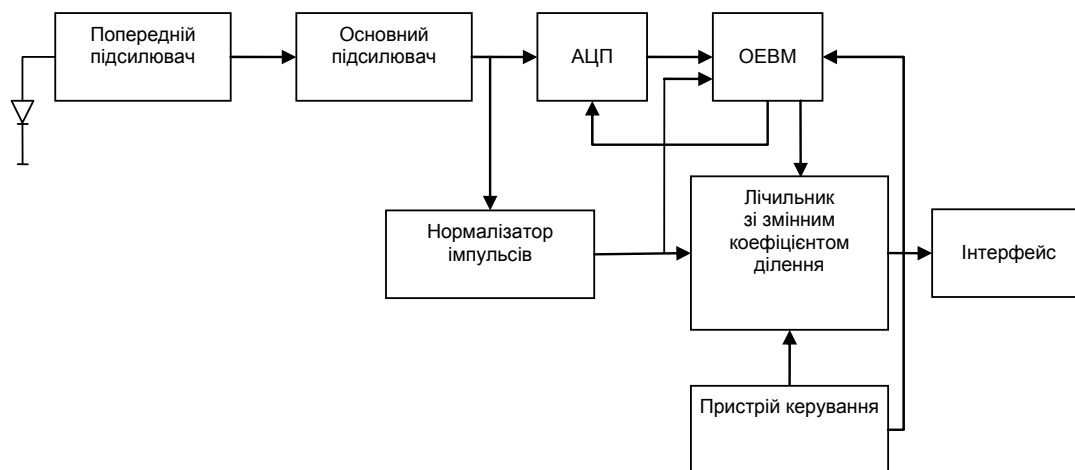 Попередній
підсилювач
Основний
підсилювач
АЦП
ОЕВМ
Нормалізатор
імпульсів
Лічильник
зі змінним
коефіцієнтом
ділення
Інтерфейс
Пристрій керування